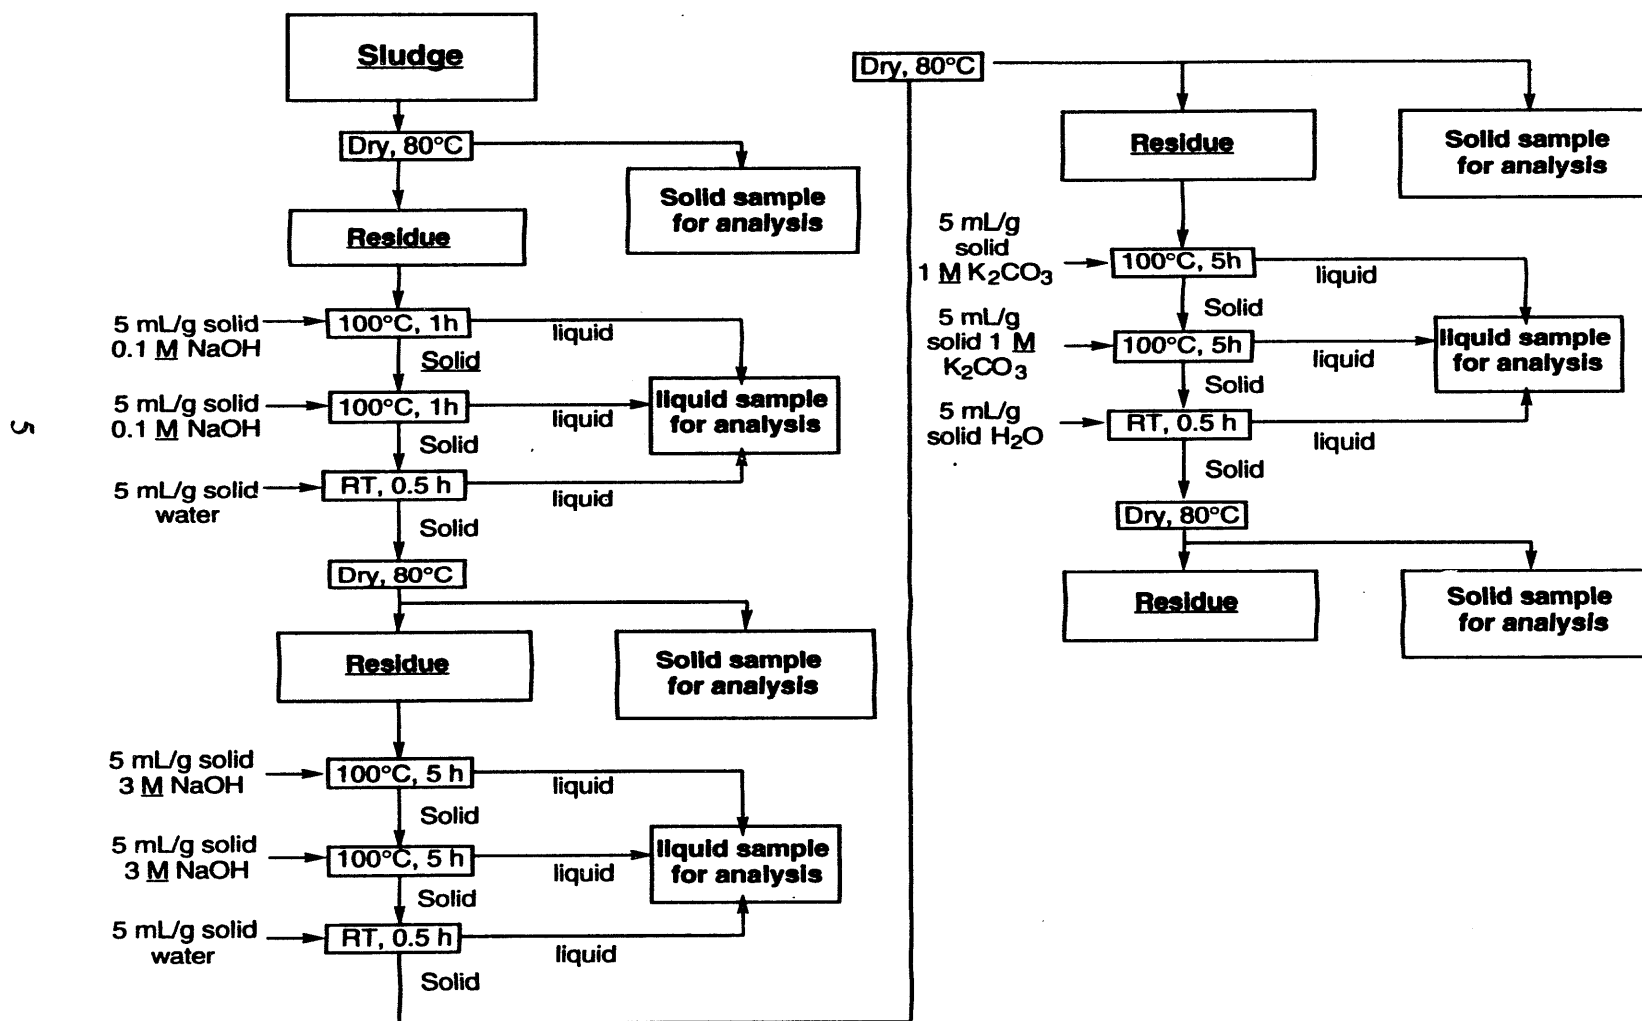 Sludge
Dry, 80°C
Solid sample
for analysis
Residue
5 mL/g solid
0.1 M NaOH
100°C, 1h
liquid
Solid
5 mL/g solid
0.1 M NaOH
100°C, 1h
liquid
liquid sample
for analysis
Solid
5 mL/g solid
water
RT, 0.5 h
liquid
Solid
Dry, 80°C
Residue
Solid sample
for analysis
5 mL/g solid
3 M NaOH
100°C, 5 h
liquid
Solid
5 mL/g solid
3 M NaOH
100°C, 5 h
liquid
liquid sample
for analysis
Solid
5 mL/g solid
water
RT, 0.5 h
liquid
Solid
Dry, 80°C
Residue
Solid sample
for analysis
5 mL/g
solid
1 M K₂CO₃
100°C, 5h
liquid
Solid
5 mL/g
solid 1 M
K₂CO₃
100°C, 5h
liquid
liquid sample
for analysis
Solid
5 mL/g
solid H₂O
RT, 0.5 h
liquid
Solid
Dry, 80°C
Residue
Solid sample
for analysis
5